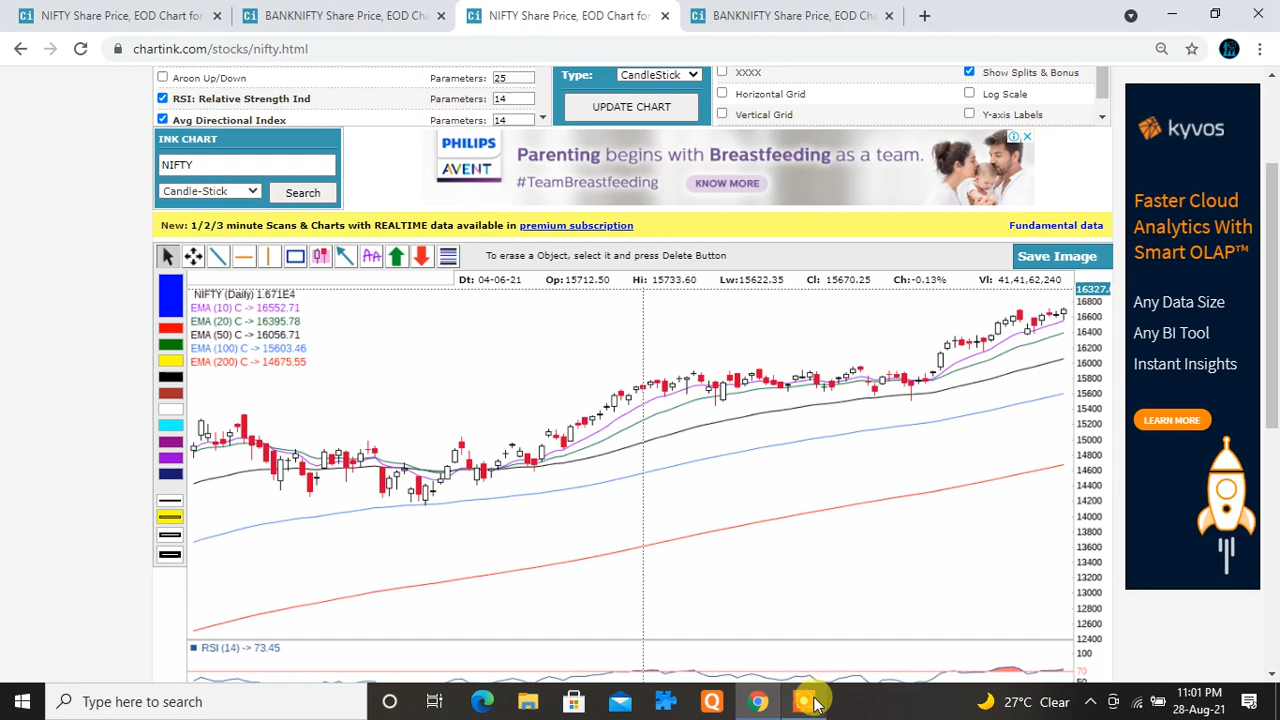 NIFTY Share Price, EOD Chart for
BANKNIFTY Share Price, EOD Chart
NIFTY Share Price, EOD Chart for
BANKNIFTY Share Price, EOD Chart
chartink.com/stocks/nifty.html
Aroon Up/Down Parameters: 25
RSI: Relative Strength Ind Parameters: 14
Avg Directional Index Parameters: 14
Type: CandleStick
UPDATE CHART
XXXX Show Splits & Bonus
Horizontal Grid Log Scale
Vertical Grid Y-axis Labels
INK CHART
NIFTY
Candle-Stick Search
PHILIPS
AVENT
Parenting begins with Breastfeeding as a team.
#TeamBreastfeeding KNOW MORE
New: 1/2/3 minute Scans & Charts with REALTIME data available in premium subscription Fundamental data
AA To erase a Object, select it and press Delete Button Save Image
Dt: 04-06-21 Op:15712.50 Hi: 15733.60 Lw:15622.35 Cl: 15670.25 Ch:-0.13% Vl: 41,41,62,240
NIFTY (Daily) 1.671E4
EMA (10) C -> 16552.71
EMA (20) C -> 16395.78
EMA (50) C -> 16056.71
EMA (100) C -> 15603.46
EMA (200) C -> 14675.55
16327.
16800
16600
16400
16200
16000
15800
15600
15400
15200
15000
14800
14600
14400
14200
14000
13800
13600
13400
13200
13000
12800
12600
12400
RSI (14) -> 73.45
100
70
50
kyvos
Faster Cloud
Analytics With
Smart OLAP™
Any Data Size
Any BI Tool
Instant Insights
LEARN MORE
Type here to search
27°C Clear
11:01 PM
28-Aug-21